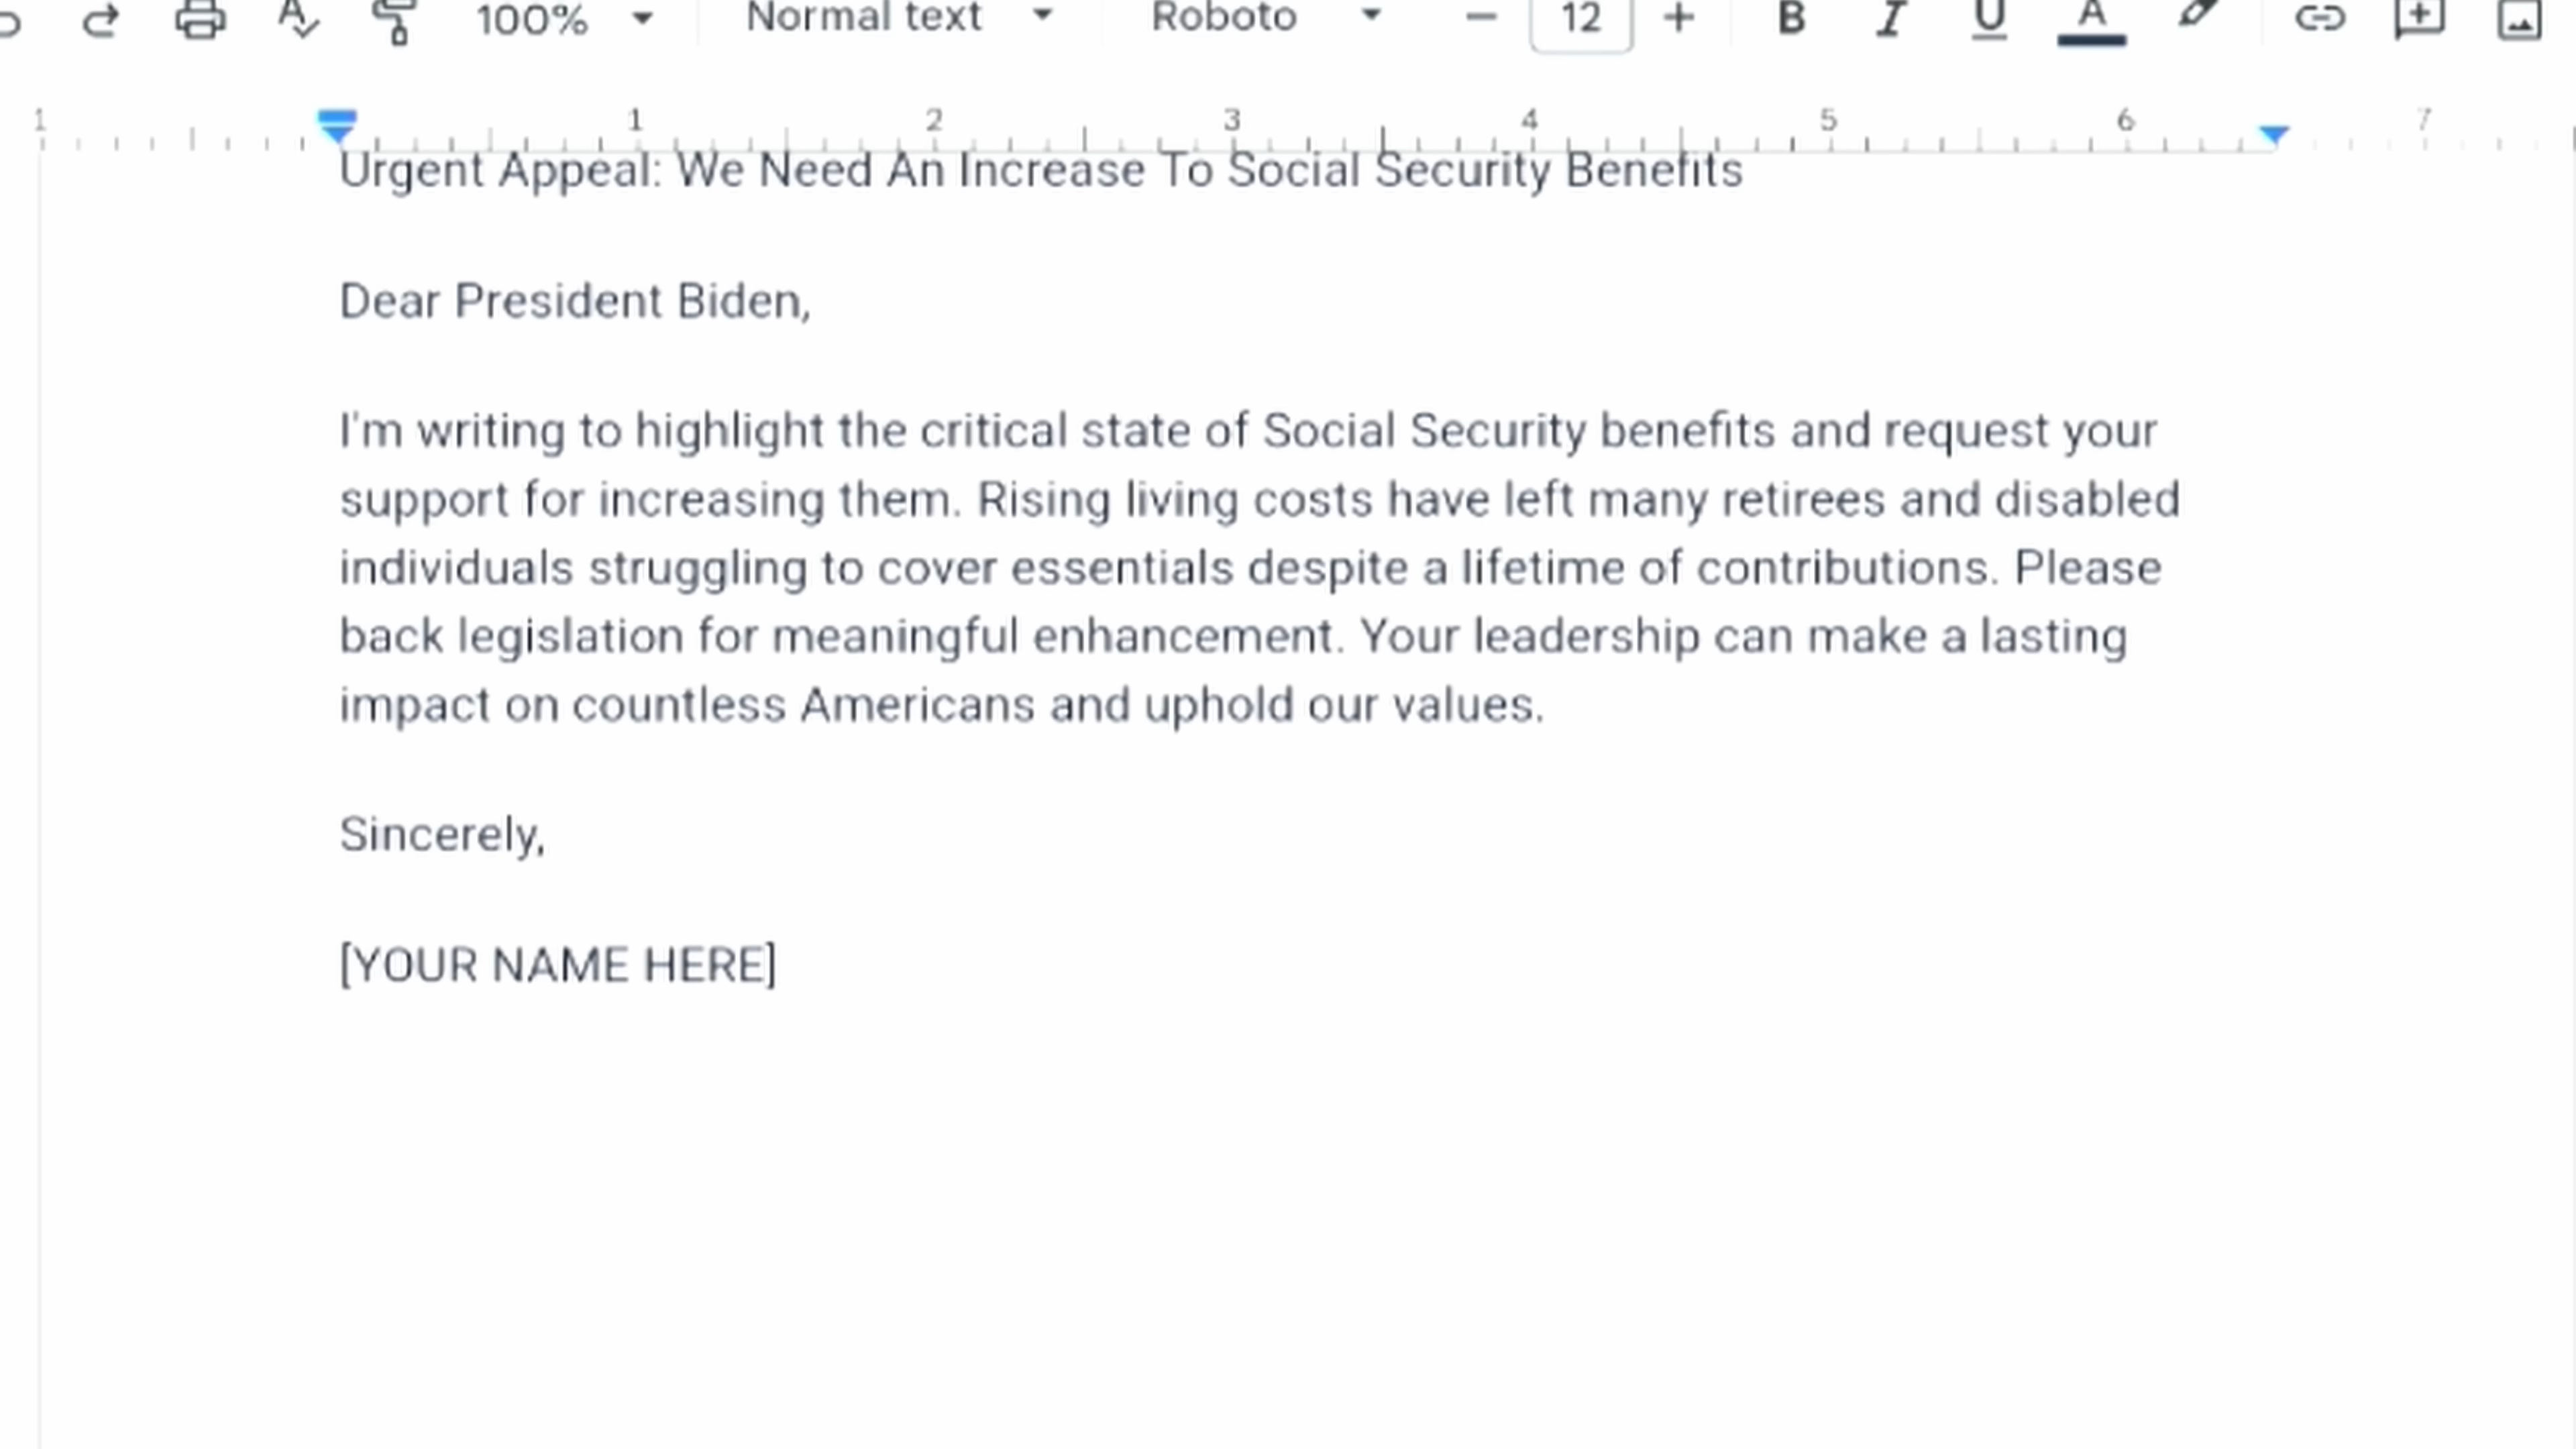 100% Normal text Roboto 12 B I U A
1 1 2 3 4 5 6 7
Urgent Appeal: We Need An Increase To Social Security Benefits
Dear President Biden,
I'm writing to highlight the critical state of Social Security benefits and request your
support for increasing them. Rising living costs have left many retirees and disabled
individuals struggling to cover essentials despite a lifetime of contributions. Please
back legislation for meaningful enhancement. Your leadership can make a lasting
impact on countless Americans and uphold our values.
Sincerely,
[YOUR NAME HERE]